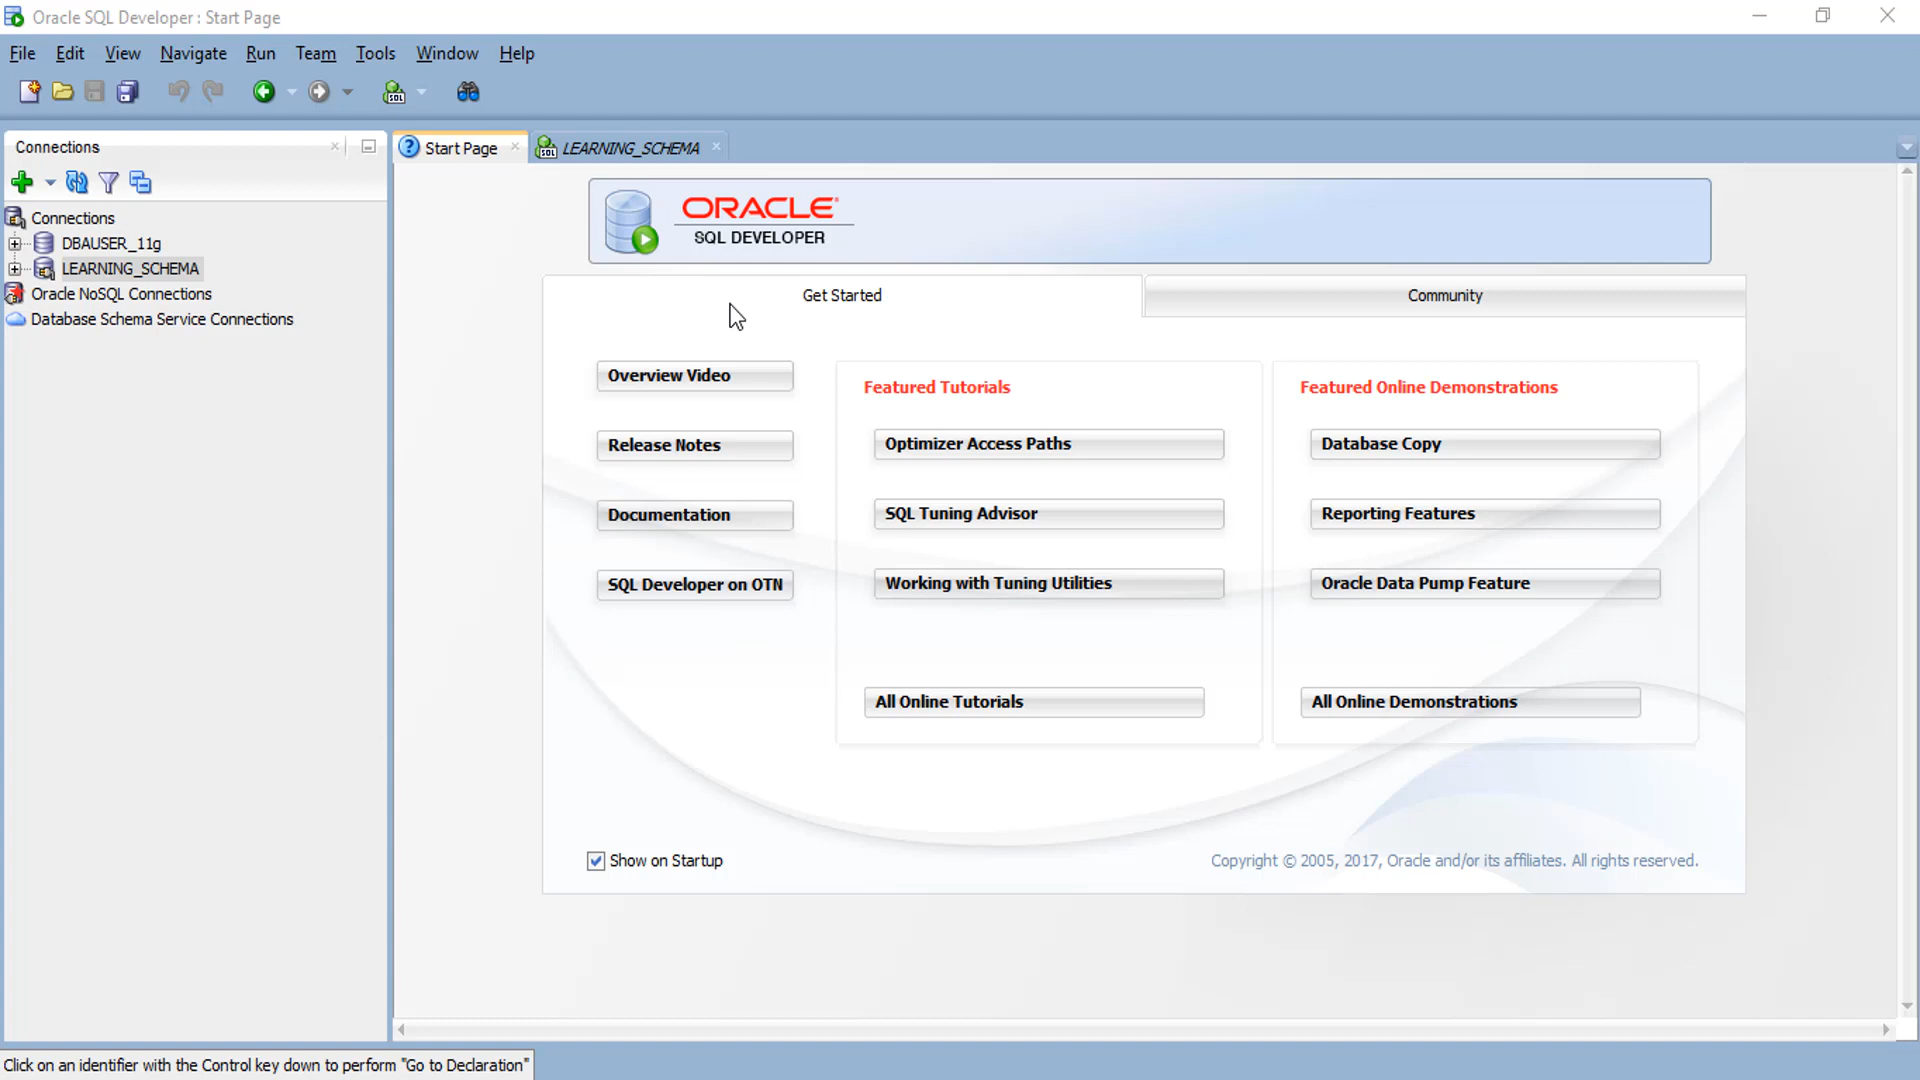 Oracle SQL Developer : Start Page
File Edit View Navigate Run Team Tools Window Help
SQL
Connections
Start Page
SQL
LEARNING_SCHEMA
Connections
DBAUSER_11g
LEARNING_SCHEMA
Oracle NoSQL Connections
Database Schema Service Connections
ORACLE
SQL DEVELOPER
Get Started
Community
Overview Video
Release Notes
Documentation
SQL Developer on OTN
Featured Tutorials
Optimizer Access Paths
SQL Tuning Advisor
Working with Tuning Utilities
All Online Tutorials
Featured Online Demonstrations
Database Copy
Reporting Features
Oracle Data Pump Feature
All Online Demonstrations
Show on Startup
Copyright © 2005, 2017, Oracle and/or its affiliates. All rights reserved.
Click on an identifier with the Control key down to perform "Go to Declaration"